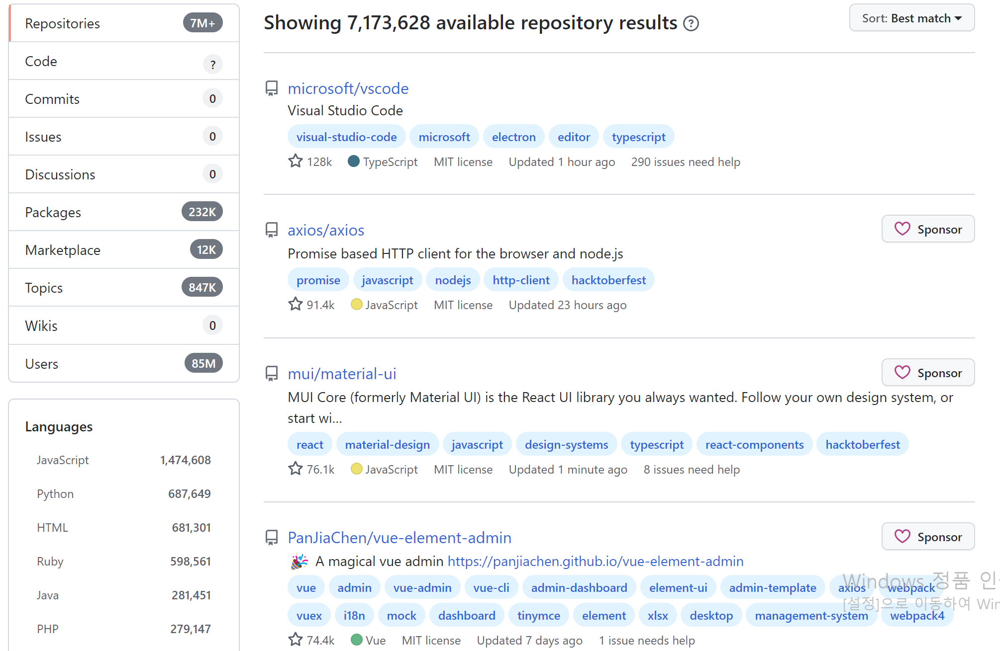 Repositories 7M+
Code ?
Commits 0
Issues 0
Discussions 0
Packages 232K
Marketplace 12K
Topics 847K
Wikis 0
Users 85M
Languages
JavaScript 1,474,608
Python 687,649
HTML 681,301
Ruby 598,561
Java 281,451
PHP 279,147
Showing 7,173,628 available repository results ?
Sort: Best match
microsoft/vscode
Visual Studio Code
visual-studio-code microsoft electron editor typescript
128k TypeScript MIT license Updated 1 hour ago 290 issues need help
axios/axios
Sponsor
Promise based HTTP client for the browser and node.js
promise javascript nodejs http-client hacktoberfest
91.4k JavaScript MIT license Updated 23 hours ago
mui/material-ui
Sponsor
MUI Core (formerly Material UI) is the React UI library you always wanted. Follow your own design system, or
start wi...
react material-design javascript design-systems typescript react-components hacktoberfest
76.1k JavaScript MIT license Updated 1 minute ago 8 issues need help
PanJiaChen/vue-element-admin
Sponsor
🎉 A magical vue admin https://panjiachen.github.io/vue-element-admin
vue admin vue-admin vue-cli admin-dashboard element-ui admin-template axios webpack
vuex i18n mock dashboard tinymce element xlsx desktop management-system webpack4
74.4k Vue MIT license Updated 7 days ago 1 issue needs help
Windows 정품 인
[설정]으로 이동하여 Win